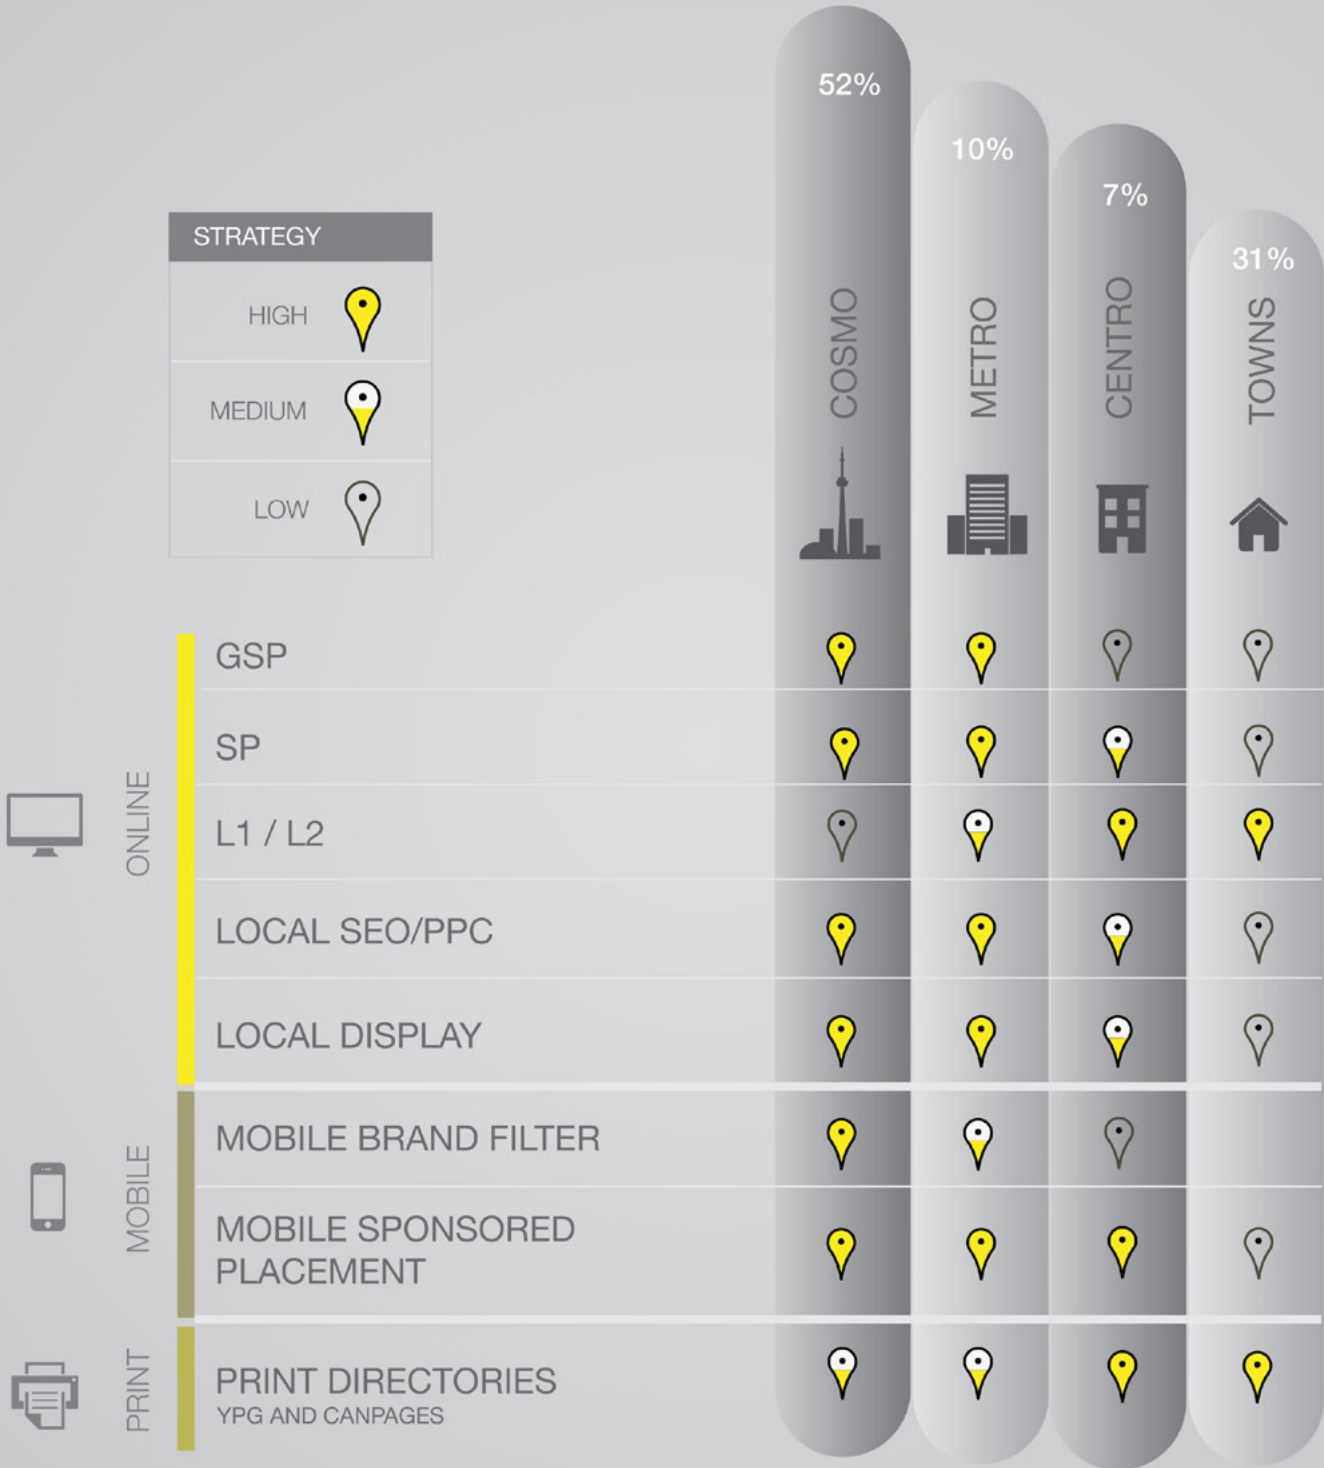 52%
10%
7%
31%
STRATEGY
HIGH
MEDIUM
LOW
COSMO
METRO
CENTRO
TOWNS
ONLINE
GSP
SP
L1 / L2
LOCAL SEO/PPC
LOCAL DISPLAY
MOBILE
MOBILE BRAND FILTER
MOBILE SPONSORED
PLACEMENT
PRINT
PRINT DIRECTORIES
YPG AND CANPAGES